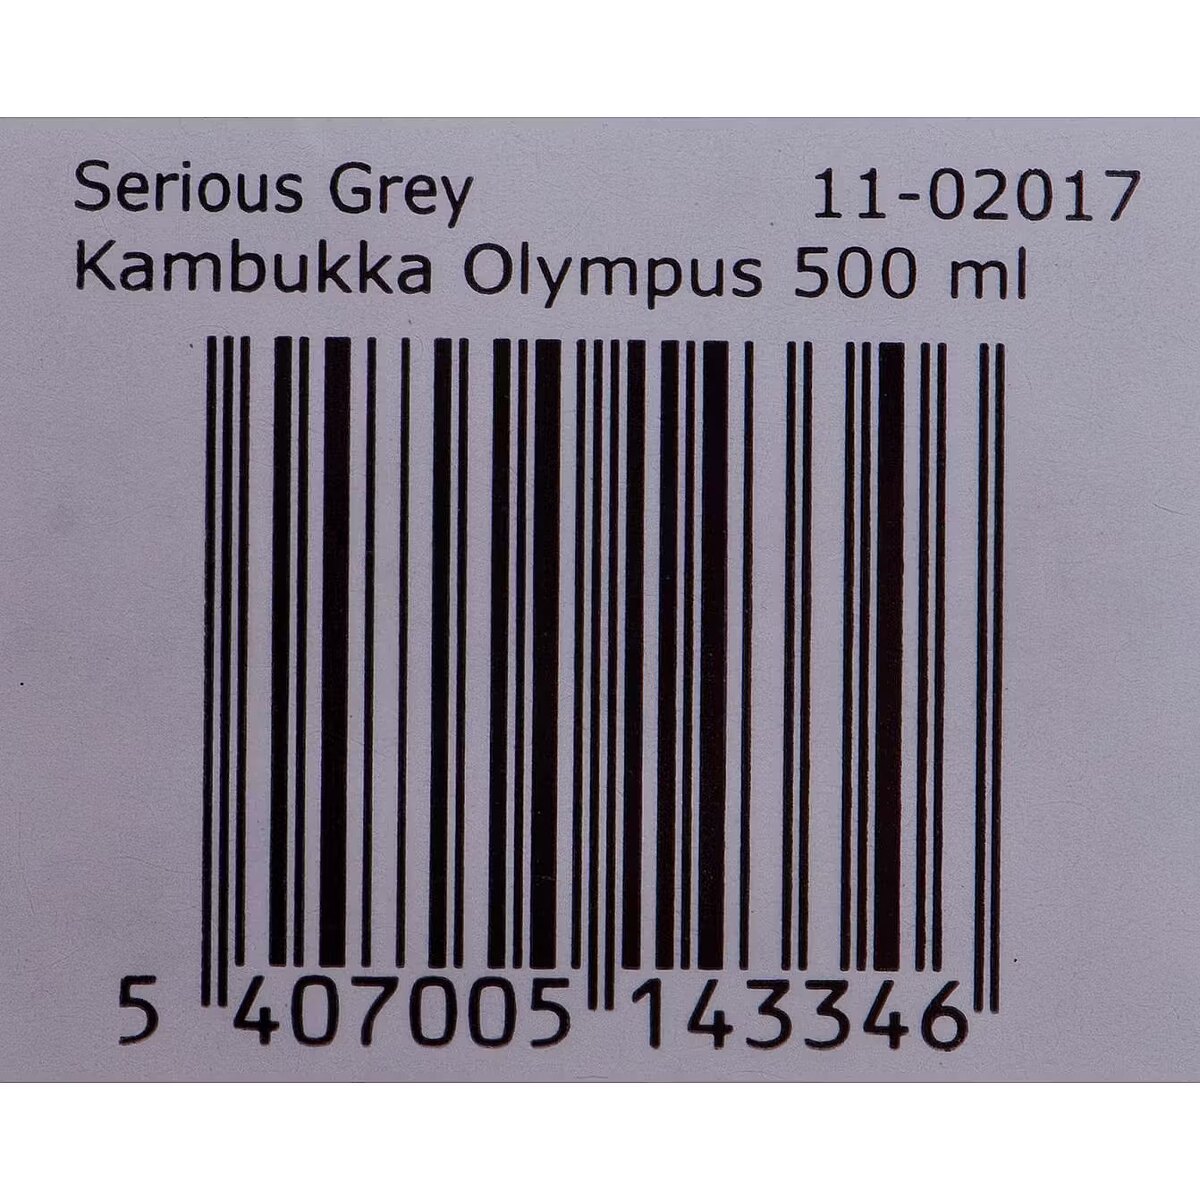 Serious Grey 11-02017
Kambukka Olympus 500 ml
5 407005 143346